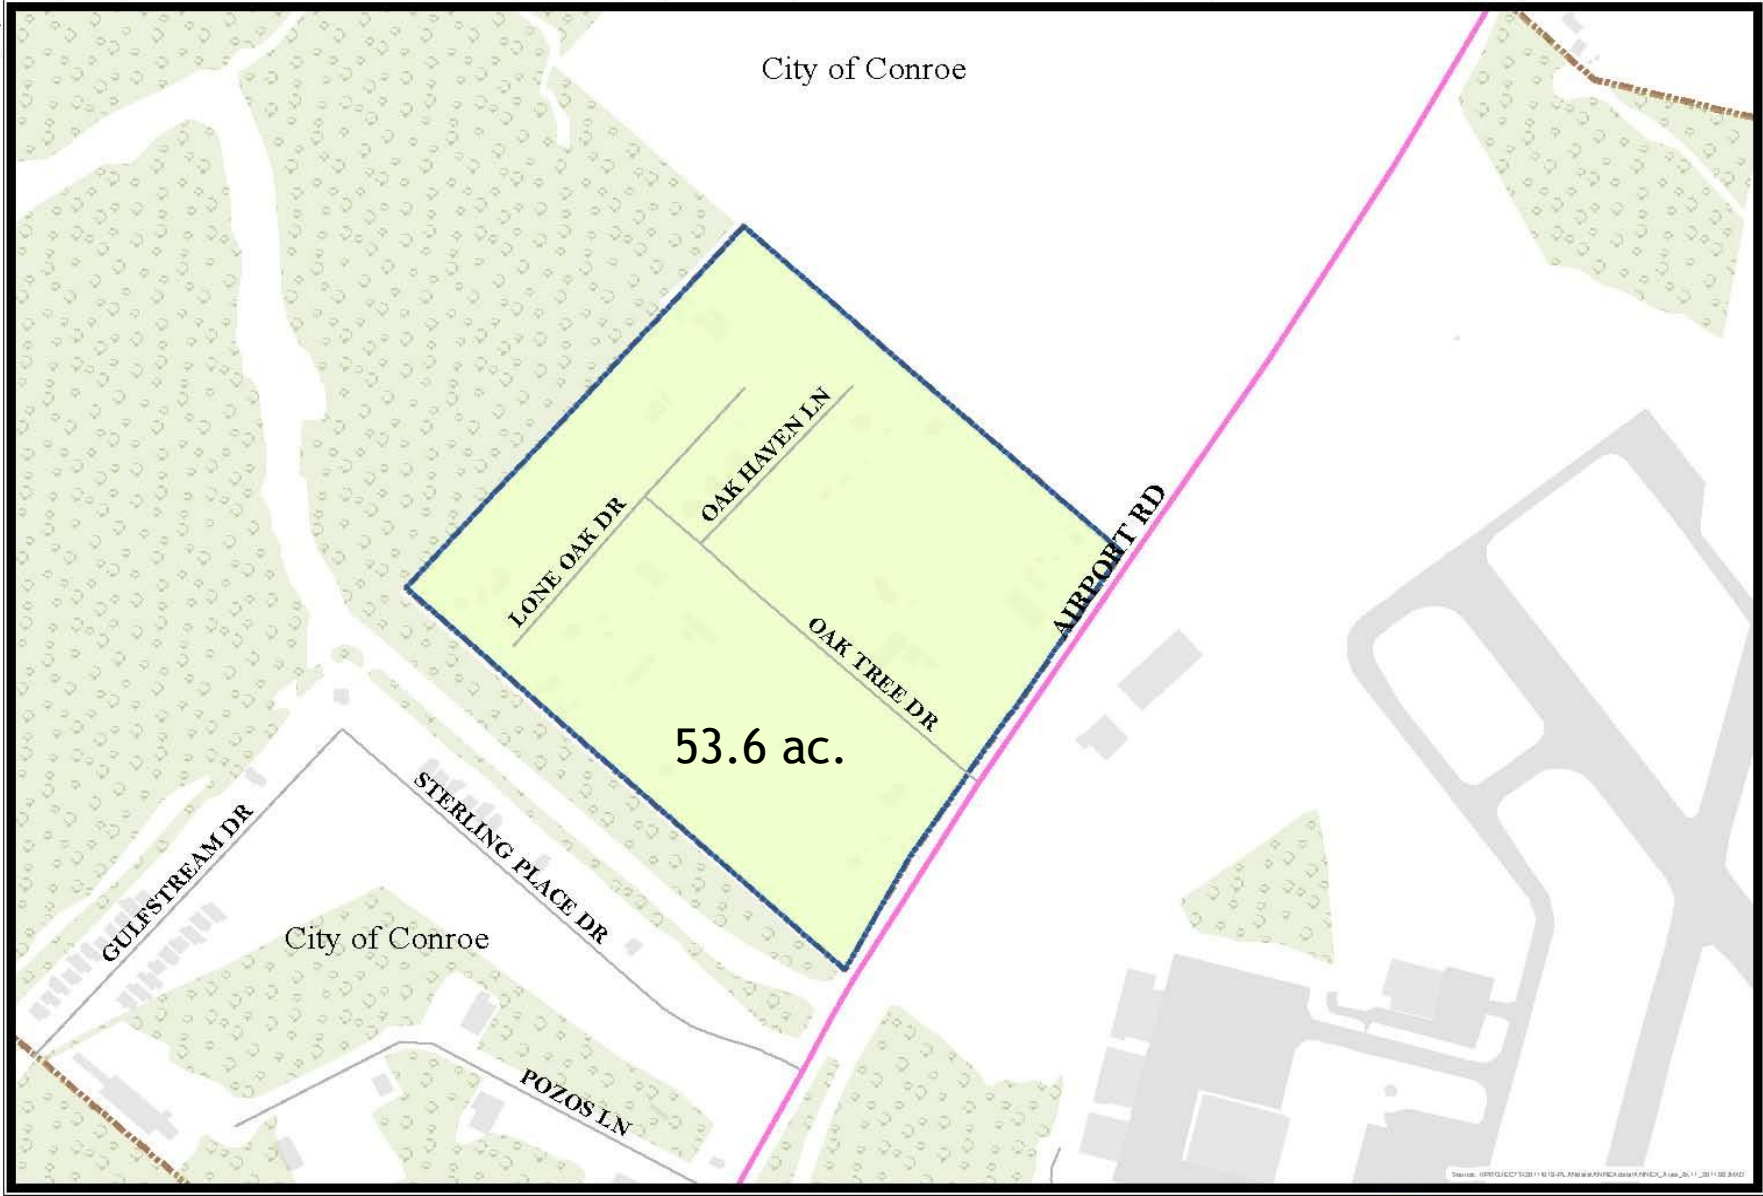 City of Conroe
OAK HAVEN LN
LONE OAK DR
AIRPORT RD
OAK TREE DR
53.6 ac.
STERLING PLACE DR
GULFSTREAM DR
City of Conroe
POZOS LN